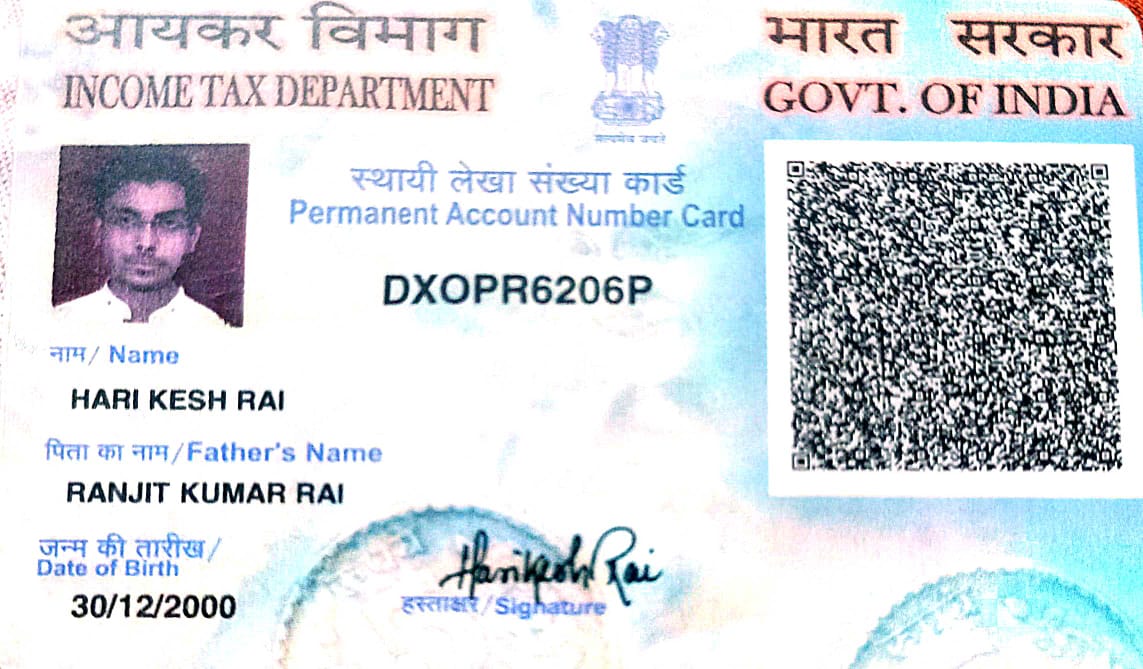 आयकर विभाग
INCOME TAX DEPARTMENT
भारत सरकार
GOVT. OF INDIA
सत्यमेव जयते
स्थायी लेखा संख्या कार्ड
Permanent Account Number Card
DXOPR6206P
नाम / Name
HARI KESH RAI
पिता का नाम / Father's Name
RANJIT KUMAR RAI
जन्म की तारीख /
Date of Birth
30/12/2000
Harikesh Rai
हस्ताक्षर / Signature